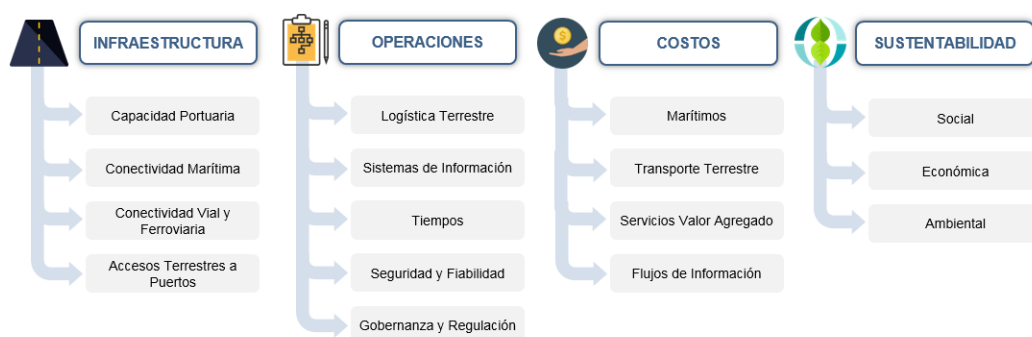 INFRAESTRUCTURA
Capacidad Portuaria
Conectividad Marítima
Conectividad Vial y
Ferroviaria
Accesos Terrestres a
Puertos
OPERACIONES
Logística Terrestre
Sistemas de Información
Tiempos
Seguridad y Fiabilidad
Gobernanza y Regulación
COSTOS
Marítimos
Transporte Terrestre
Servicios Valor Agregado
Flujos de Información
SUSTENTABILIDAD
Social
Económica
Ambiental